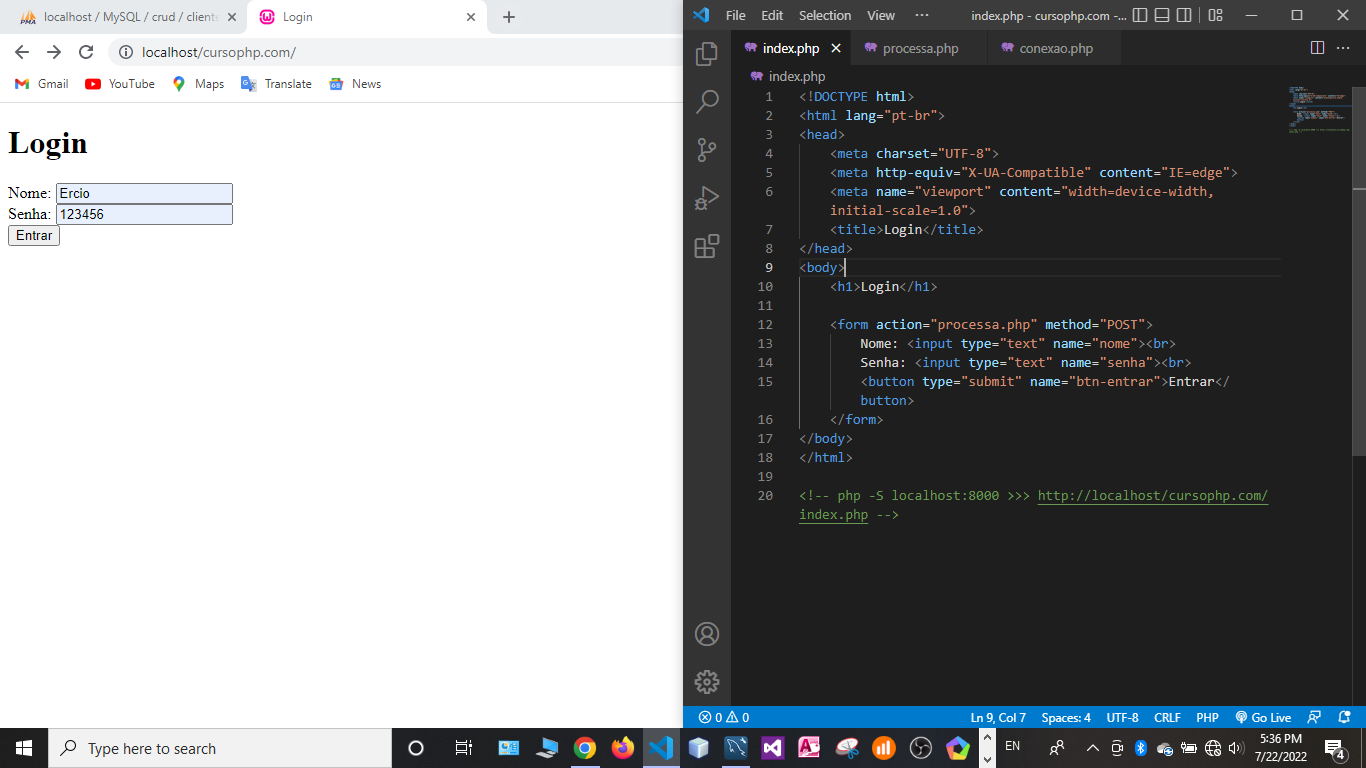 localhost / MySQL / crud / cliente
Login
localhost/cursophp.com/
Gmail
YouTube
Maps
Translate
News
Login
Nome: Ercio
Senha: 123456
Entrar
File Edit Selection View ··· index.php - cursophp.com -...
index.php processa.php conexao.php
index.php
1 <!DOCTYPE html>
2 <html lang="pt-br">
3 <head>
4 <meta charset="UTF-8">
5 <meta http-equiv="X-UA-Compatible" content="IE=edge">
6 <meta name="viewport" content="width=device-width,
initial-scale=1.0">
7 <title>Login</title>
8 </head>
9 <body>
10 <h1>Login</h1>
11
12 <form action="processa.php" method="POST">
13 Nome: <input type="text" name="nome"><br>
14 Senha: <input type="text" name="senha"><br>
15 <button type="submit" name="btn-entrar">Entrar</
button>
16 </form>
17 </body>
18 </html>
19
20 <!-- php -S localhost:8000 >>> http://localhost/cursophp.com/
index.php -->
0 0 Ln 9, Col 7 Spaces: 4 UTF-8 CRLF PHP Go Live
Type here to search
EN
5:36 PM
7/22/2022
4